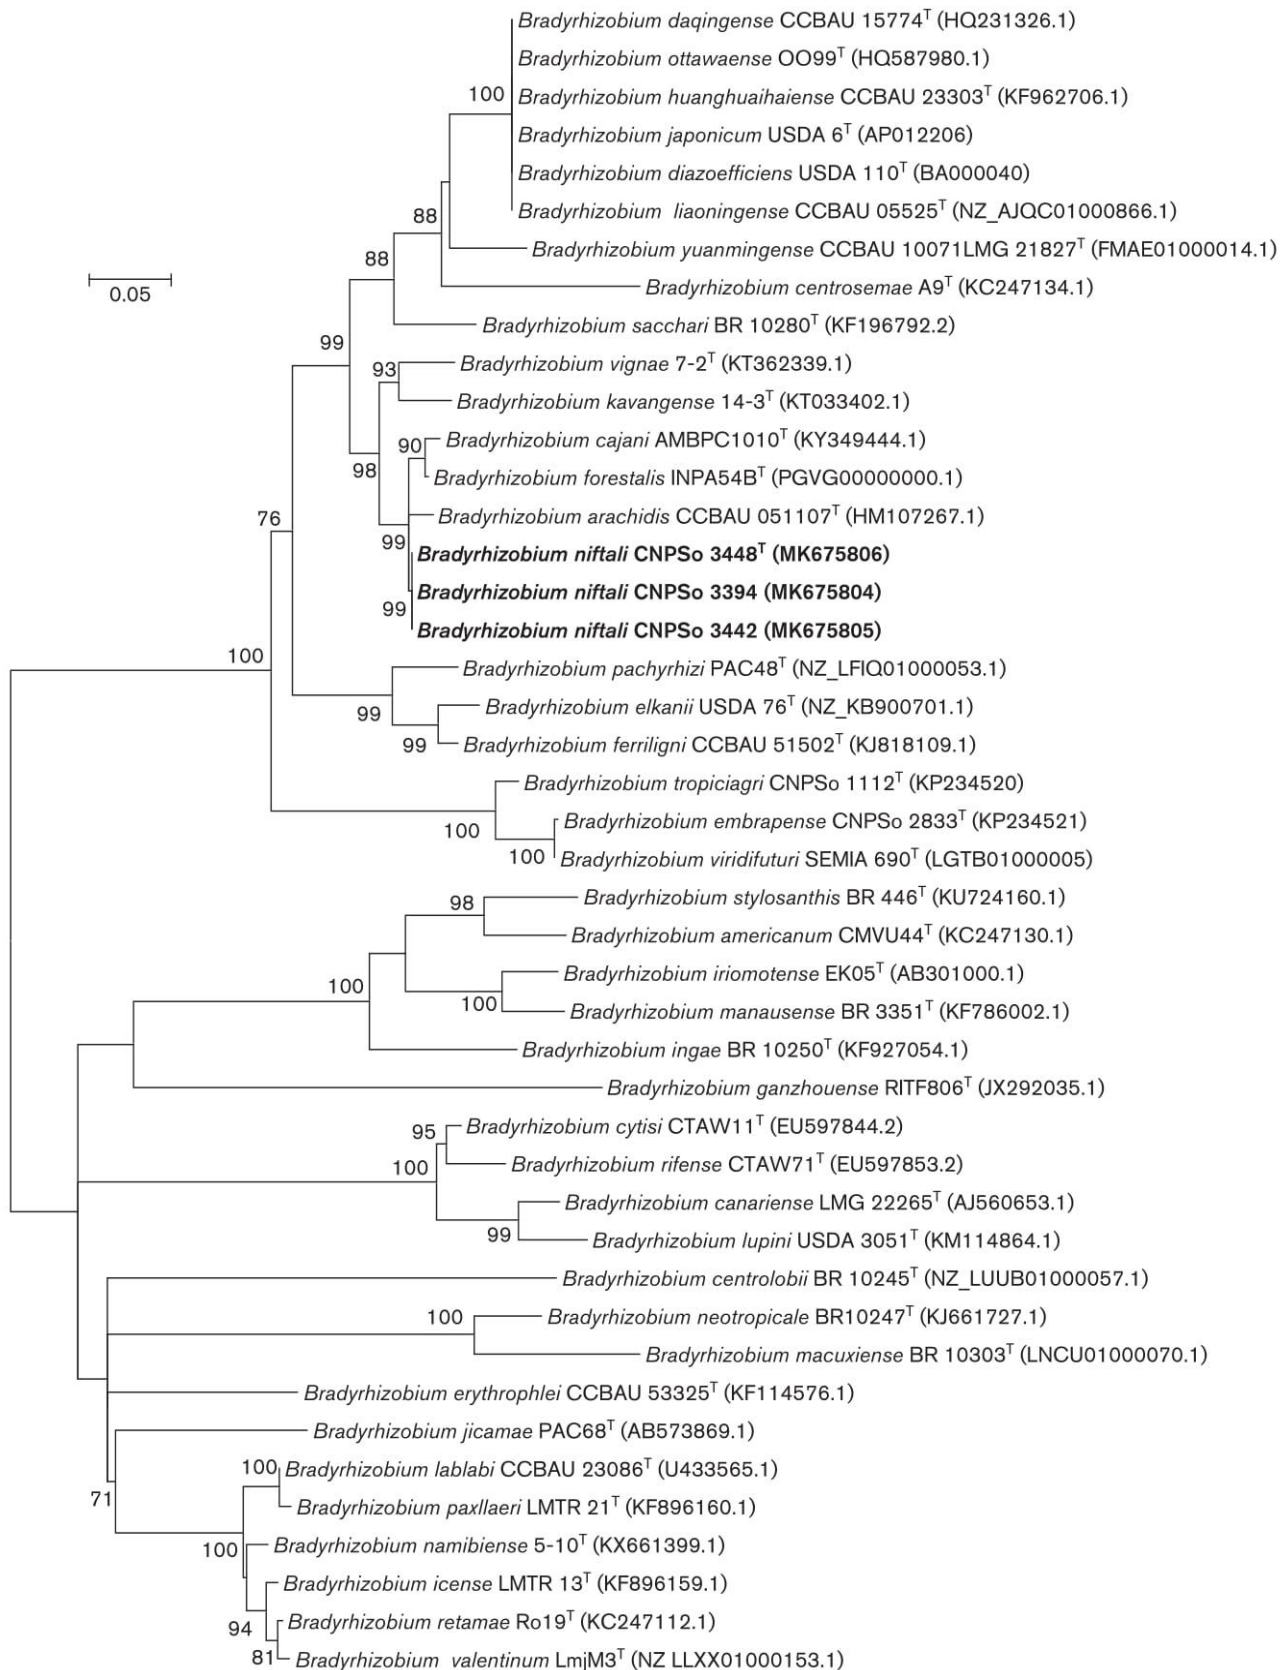 Bradyrhizobium daqingense CCBAU 15774ᵀ (HQ231326.1)
Bradyrhizobium ottawaense OO99ᵀ (HQ587980.1)
100
Bradyrhizobium huanghuaihaiense CCBAU 23303ᵀ (KF962706.1)
Bradyrhizobium japonicum USDA 6ᵀ (AP012206)
Bradyrhizobium diazoefficiens USDA 110ᵀ (BA000040)
88
Bradyrhizobium liaoningense CCBAU 05525ᵀ (NZ_AJQC01000866.1)
88
Bradyrhizobium yuanmingense CCBAU 10071LMG 21827ᵀ (FMAE01000014.1)
0.05
Bradyrhizobium centrosemae A9ᵀ (KC247134.1)
Bradyrhizobium sacchari BR 10280ᵀ (KF196792.2)
99
93
Bradyrhizobium vignae 7-2ᵀ (KT362339.1)
Bradyrhizobium kavangense 14-3ᵀ (KT033402.1)
90
Bradyrhizobium cajani AMBPC1010ᵀ (KY349444.1)
98
Bradyrhizobium forestalis INPA54Bᵀ (PGVG00000000.1)
76
Bradyrhizobium arachidis CCBAU 051107ᵀ (HM107267.1)
99
Bradyrhizobium niftali CNPSo 3448ᵀ (MK675806)
Bradyrhizobium niftali CNPSo 3394 (MK675804)
99
Bradyrhizobium niftali CNPSo 3442 (MK675805)
100
Bradyrhizobium pachyrhizi PAC48ᵀ (NZ_LFIQ01000053.1)
99
Bradyrhizobium elkanii USDA 76ᵀ (NZ_KB900701.1)
99
Bradyrhizobium ferriligni CCBAU 51502ᵀ (KJ818109.1)
Bradyrhizobium tropiciagri CNPSo 1112ᵀ (KP234520)
100
Bradyrhizobium embrapense CNPSo 2833ᵀ (KP234521)
100
Bradyrhizobium viridifuturi SEMIA 690ᵀ (LGTB01000005)
98
Bradyrhizobium stylosanthis BR 446ᵀ (KU724160.1)
Bradyrhizobium americanum CMVU44ᵀ (KC247130.1)
100
Bradyrhizobium iriomotense EK05ᵀ (AB301000.1)
100
Bradyrhizobium manausense BR 3351ᵀ (KF786002.1)
Bradyrhizobium ingae BR 10250ᵀ (KF927054.1)
Bradyrhizobium ganzhouense RITF806ᵀ (JX292035.1)
95
Bradyrhizobium cytisi CTAW11ᵀ (EU597844.2)
100
Bradyrhizobium rifense CTAW71ᵀ (EU597853.2)
Bradyrhizobium canariense LMG 22265ᵀ (AJ560653.1)
99
Bradyrhizobium lupini USDA 3051ᵀ (KM114864.1)
Bradyrhizobium centrolobii BR 10245ᵀ (NZ_LUUB01000057.1)
100
Bradyrhizobium neotropicale BR10247ᵀ (KJ661727.1)
Bradyrhizobium macuxiense BR 10303ᵀ (LNCU01000070.1)
Bradyrhizobium erythrophlei CCBAU 53325ᵀ (KF114576.1)
Bradyrhizobium jicamae PAC68ᵀ (AB573869.1)
100
Bradyrhizobium lablabi CCBAU 23086ᵀ (U433565.1)
71
Bradyrhizobium paxllaeri LMTR 21ᵀ (KF896160.1)
100
Bradyrhizobium namibiense 5-10ᵀ (KX661399.1)
Bradyrhizobium icense LMTR 13ᵀ (KF896159.1)
94
Bradyrhizobium retamae Ro19ᵀ (KC247112.1)
81
Bradyrhizobium valentinum LmjM3ᵀ (NZ LLXX01000153.1)